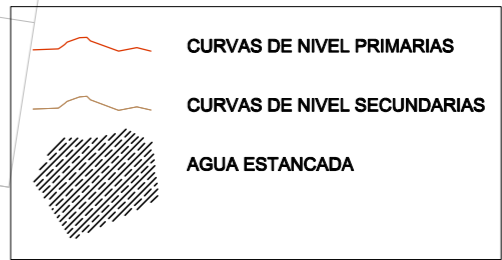 CURVAS DE NIVEL PRIMARIAS
CURVAS DE NIVEL SECUNDARIAS
AGUA ESTANCADA